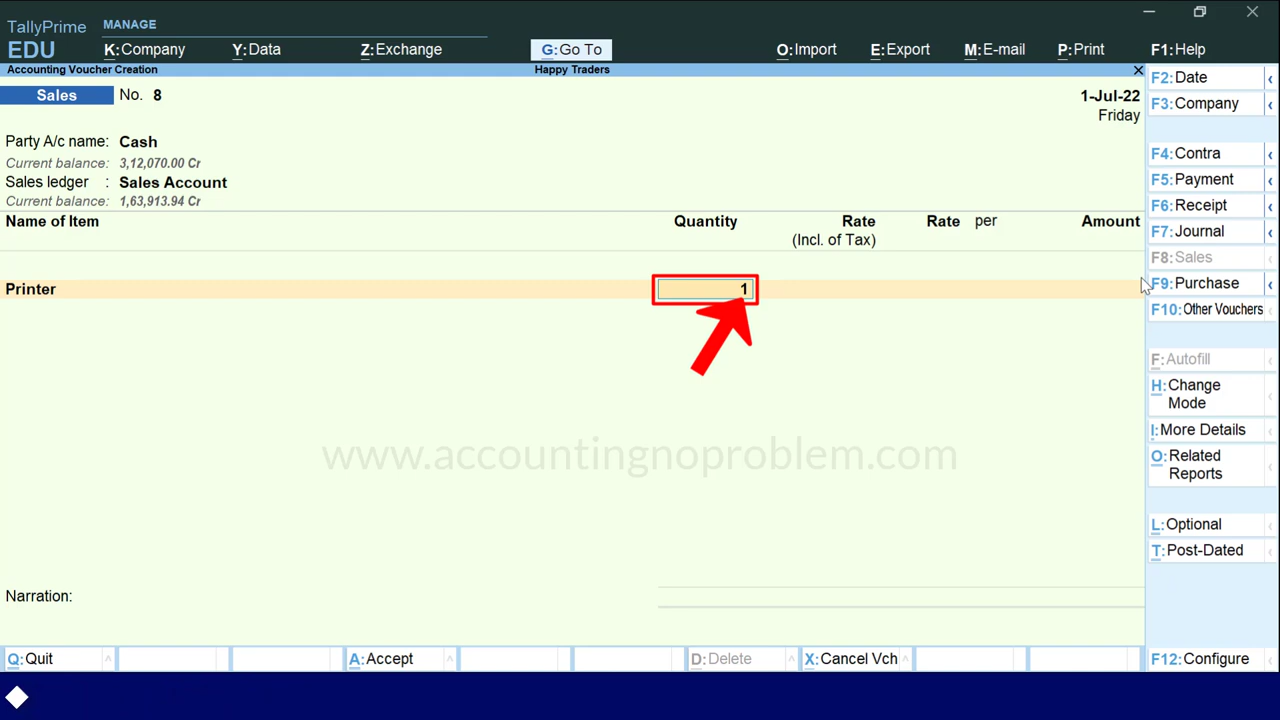 TallyPrime MANAGE
EDU K:Company Y:Data Z:Exchange G:Go To O:Import E:Export M:E-mail P:Print F1:Help
Accounting Voucher Creation Happy Traders
Sales No. 8 1-Jul-22
Friday
Party A/c name: Cash
Current balance: 3,12,070.00 Cr
Sales ledger : Sales Account
Current balance: 1,63,913.94 Cr
Name of Item Quantity Rate Rate per Amount
(Incl. of Tax)
Printer 1
www.accountingnoproblem.com
Narration:
F2:Date
F3:Company
F4:Contra
F5:Payment
F6:Receipt
F7:Journal
F8:Sales
F9:Purchase
F10:Other Vouchers
F:Autofill
H:Change
Mode
I:More Details
O:Related
Reports
L:Optional
T:Post-Dated
Q:Quit A:Accept D:Delete X:Cancel Vch F12:Configure